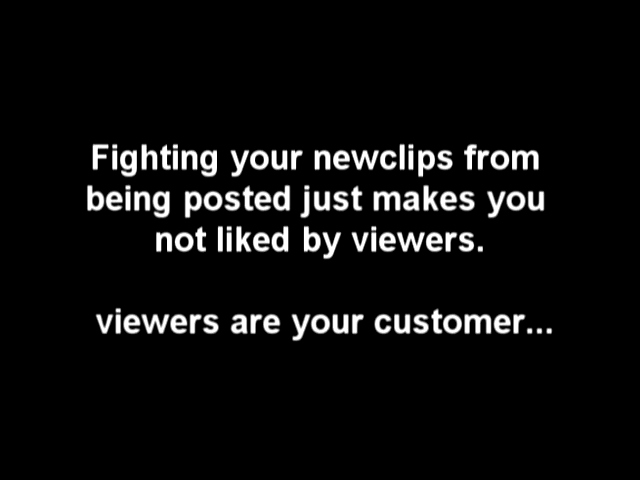 Fighting your newclips from
being posted just makes you
not liked by viewers.
viewers are your customer...